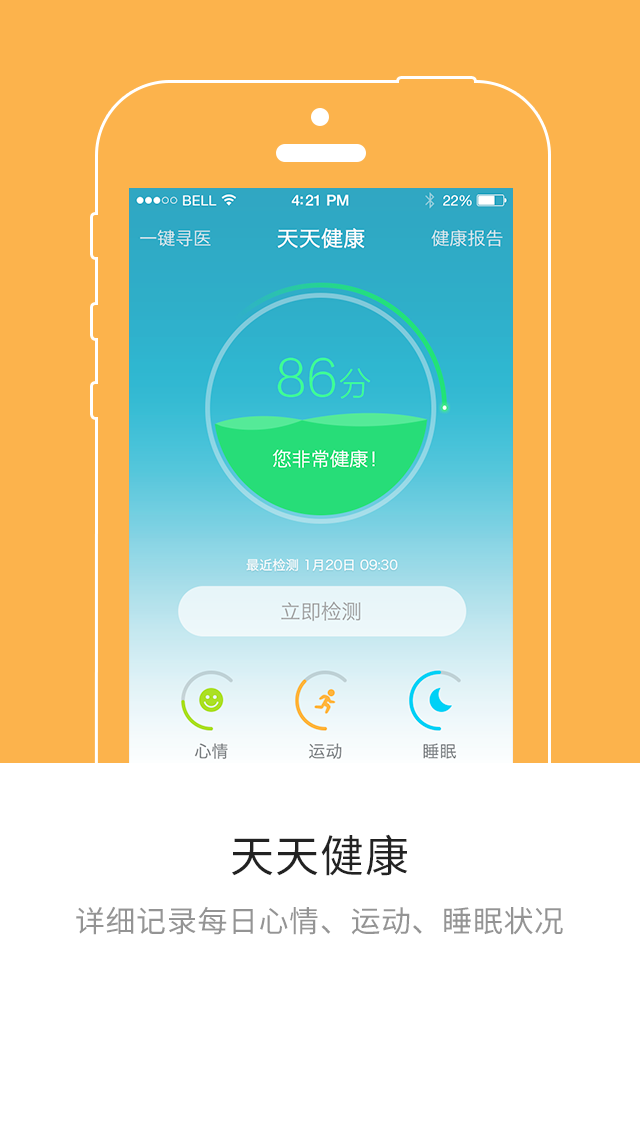 BELL 4:21 PM 22%
一键寻医 天天健康 健康报告
86分
您非常健康!
最近检测 1月20日 09:30
立即检测
心情 运动 睡眠
天天健康
详细记录每日心情、运动、睡眠状况